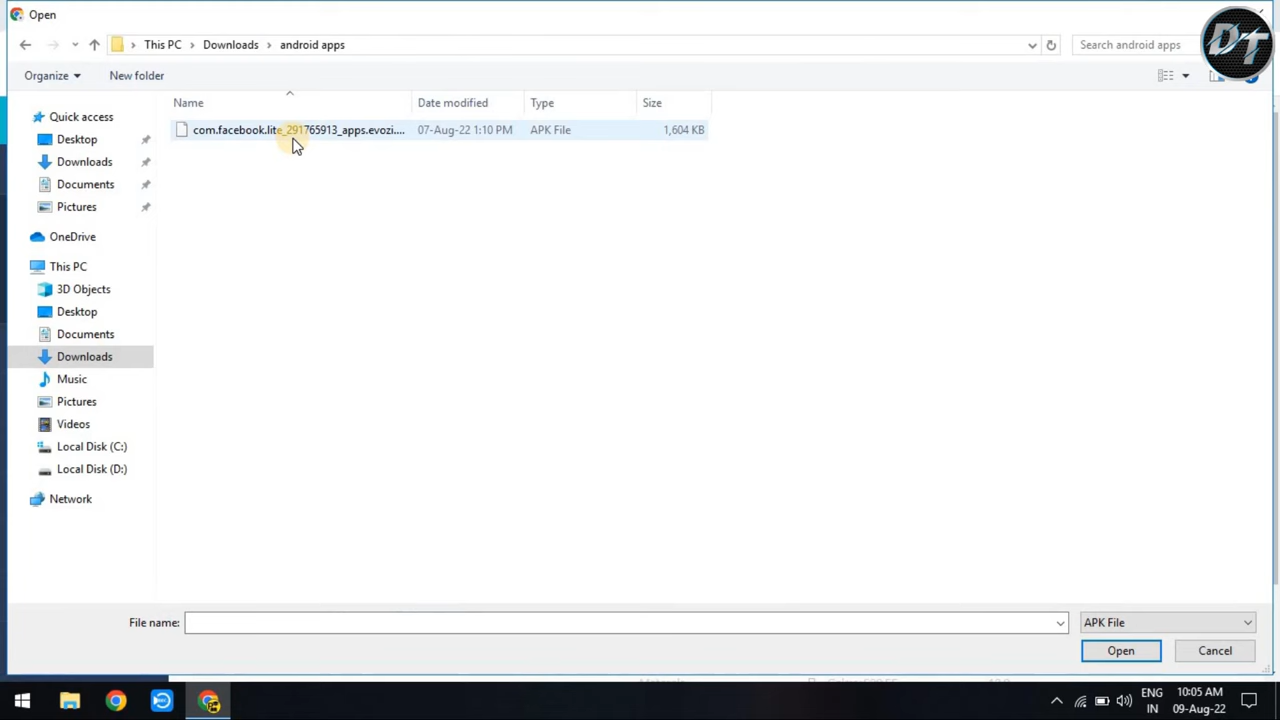 Open
This PC
Downloads
android apps
Search android apps
DT
Organize
New folder
Name
Date modified
Type
Size
com.facebook.lite_291765913_apps.evozi....
07-Aug-22 1:10 PM
APK File
1,604 KB
Quick access
Desktop
Downloads
Documents
Pictures
OneDrive
This PC
3D Objects
Desktop
Documents
Downloads
Music
Pictures
Videos
Local Disk (C:)
Local Disk (D:)
Network
File name:
APK File
Open
Cancel
ENG
IN
10:05 AM
09-Aug-22